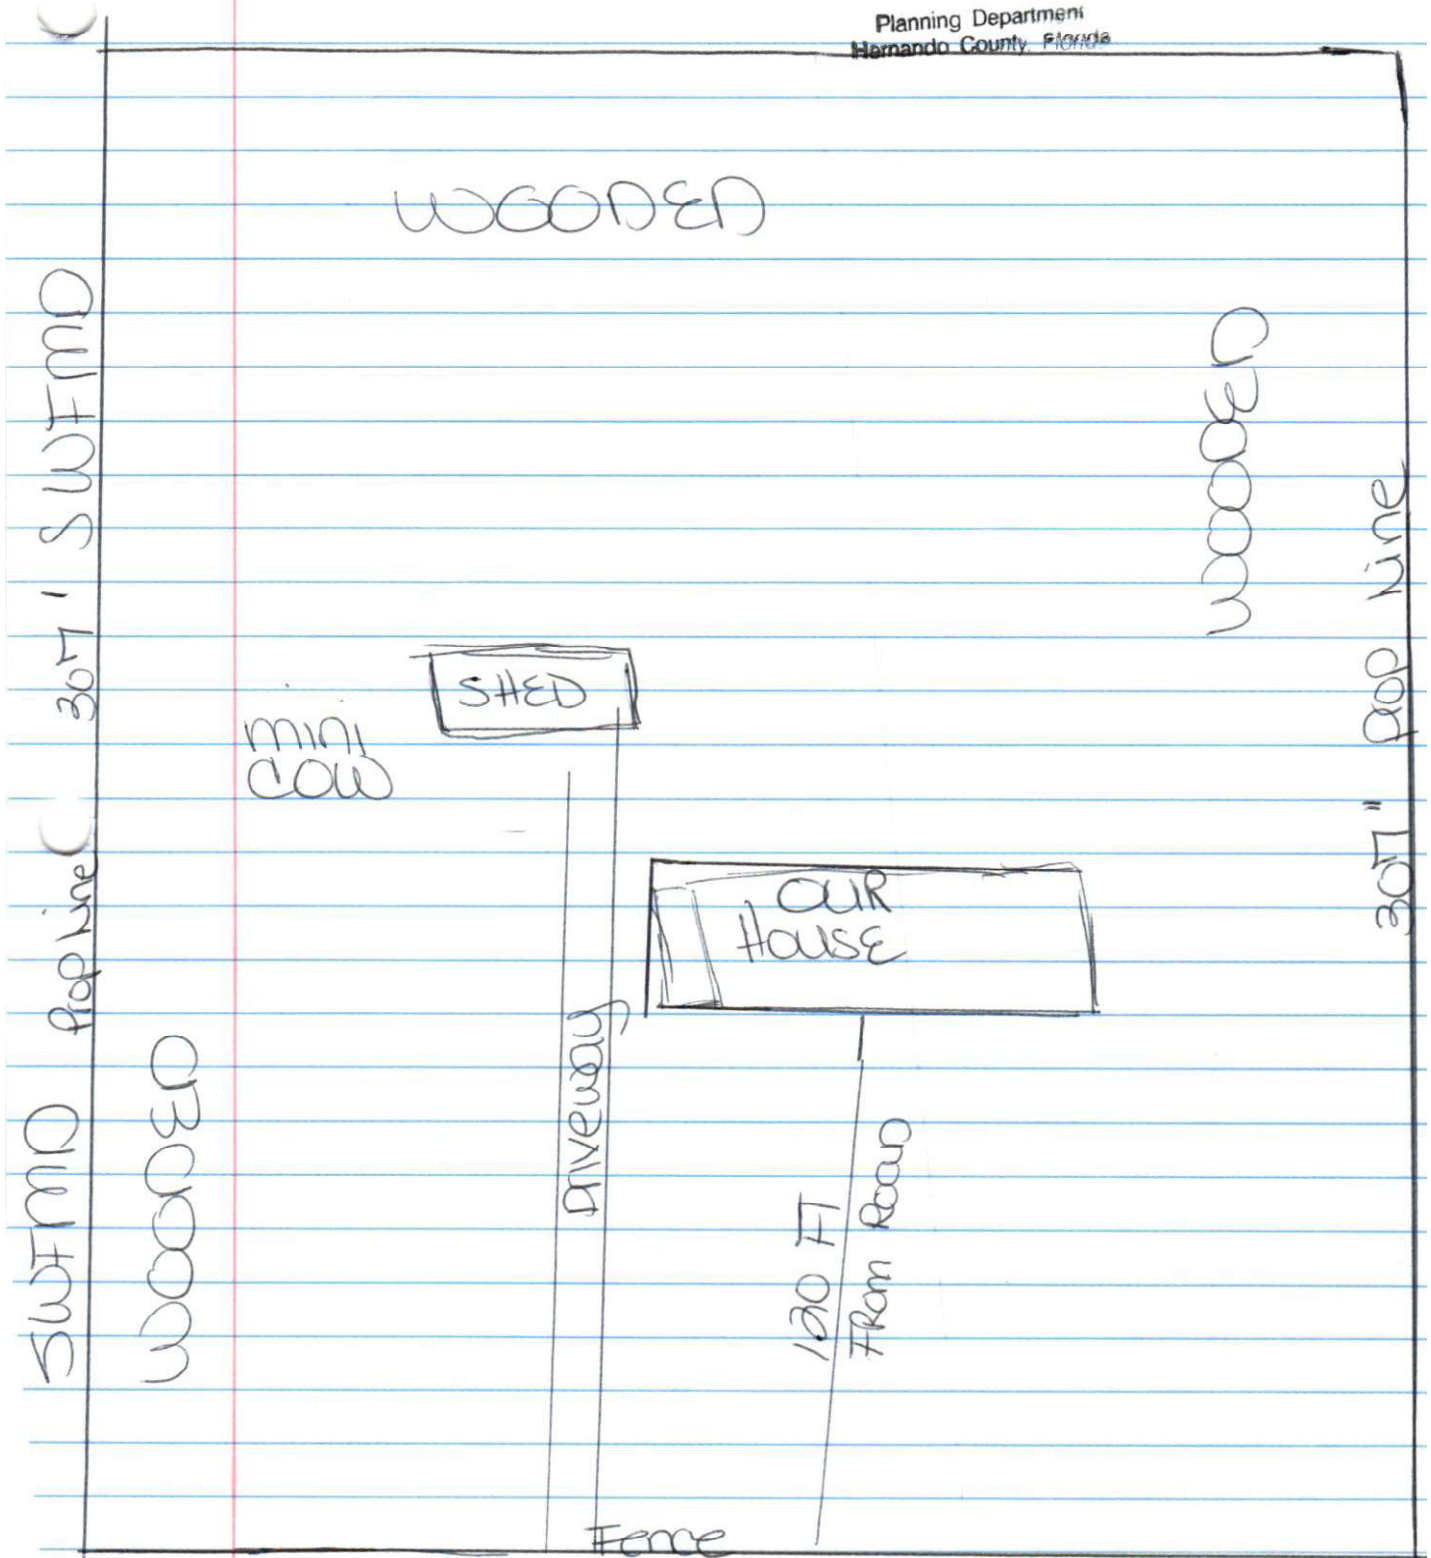 Planning Department
Hernando County, Florida
WOODED
SWFMD
307'
Prop Line
SWFMD
WOODED
WOODED
307" Prop Line
SHED
mini
cow
OUR
House
Driveway
120 FT
From Road
Fence